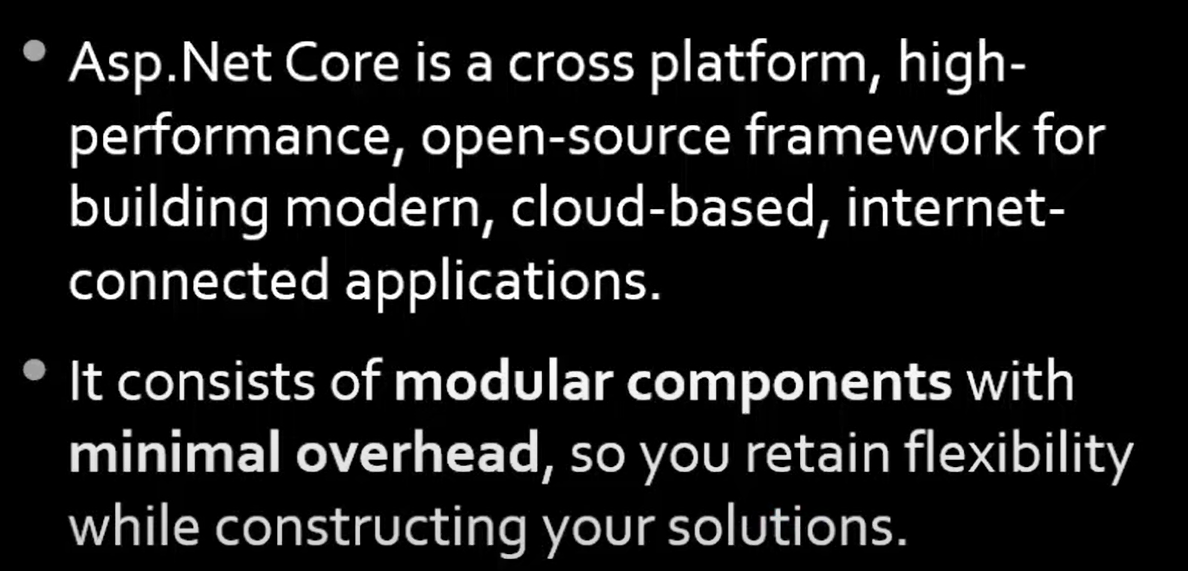 • Asp.Net Core is a cross platform, high-
performance, open-source framework for
building modern, cloud-based, internet-
connected applications.
• It consists of modular components with
minimal overhead, so you retain flexibility
while constructing your solutions.